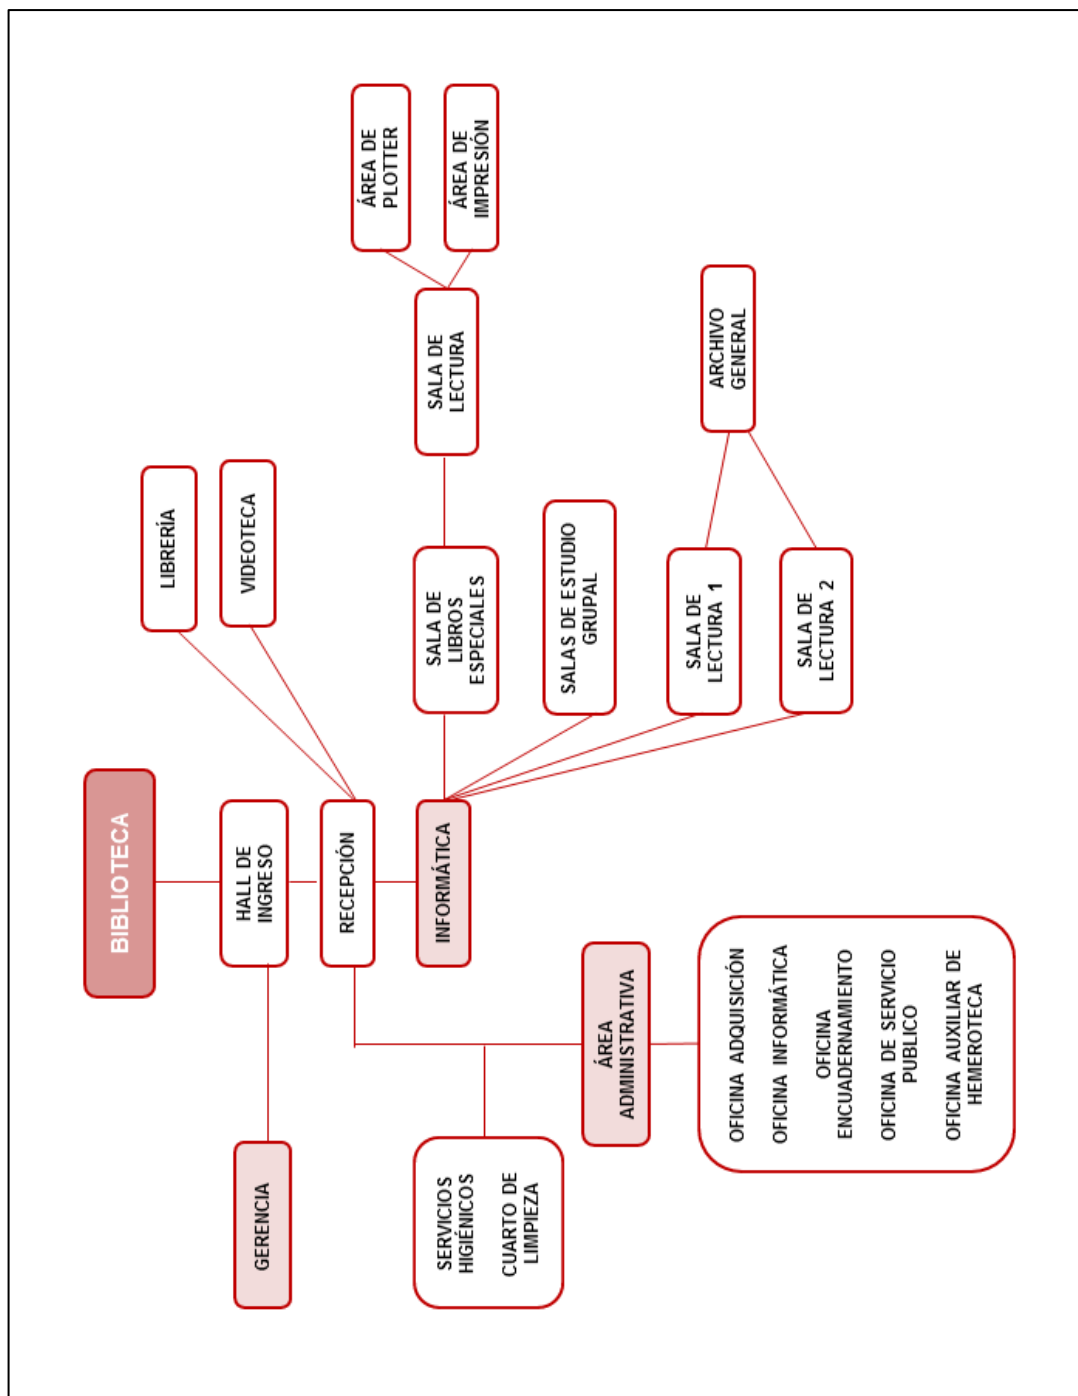 BIBLIOTECA
GERENCIA
HALL DE
INGRESO
LIBRERÍA
RECEPCIÓN
VIDEOTECA
SERVICIOS
HIGIÉNICOS
CUARTO DE
LIMPIEZA
INFORMÁTICA
SALA DE
LIBROS
ESPECIALES
SALA DE
LECTURA
ÁREA DE
PLOTTER
ÁREA DE
IMPRESIÓN
SALAS DE ESTUDIO
GRUPAL
ÁREA
ADMINISTRATIVA
SALA DE
LECTURA 1
SALA DE
LECTURA 2
ARCHIVO
GENERAL
OFICINA ADQUISICIÓN
OFICINA INFORMÁTICA
OFICINA
ENCUADERNAMIENTO
OFICINA DE SERVICIO
PUBLICO
OFICINA AUXILIAR DE
HEMEROTECA